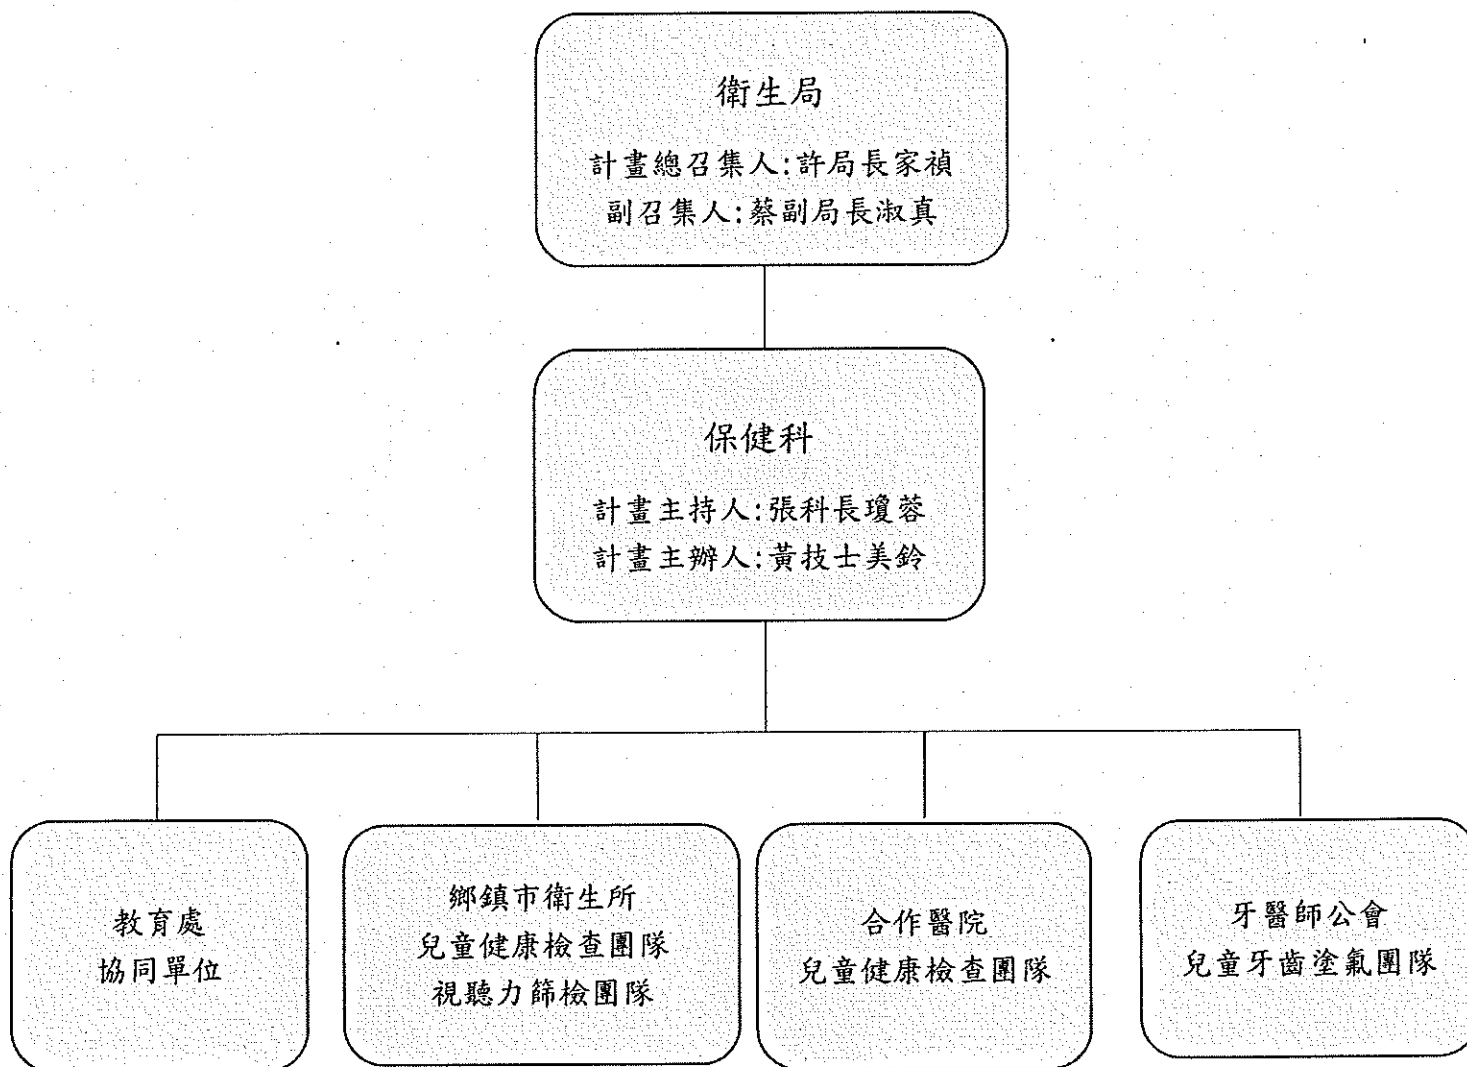 衛生局
計畫總召集人:許局長家禎
副召集人:蔡副局長淑真
保健科
計畫主持人:張科長瓊蓉
計畫主辦人:黃技士美鈴
教育處
協同單位
鄉鎮市衛生所
兒童健康檢查團隊
視聽力篩檢團隊
合作醫院
兒童健康檢查團隊
牙醫師公會
兒童牙齒塗氟團隊